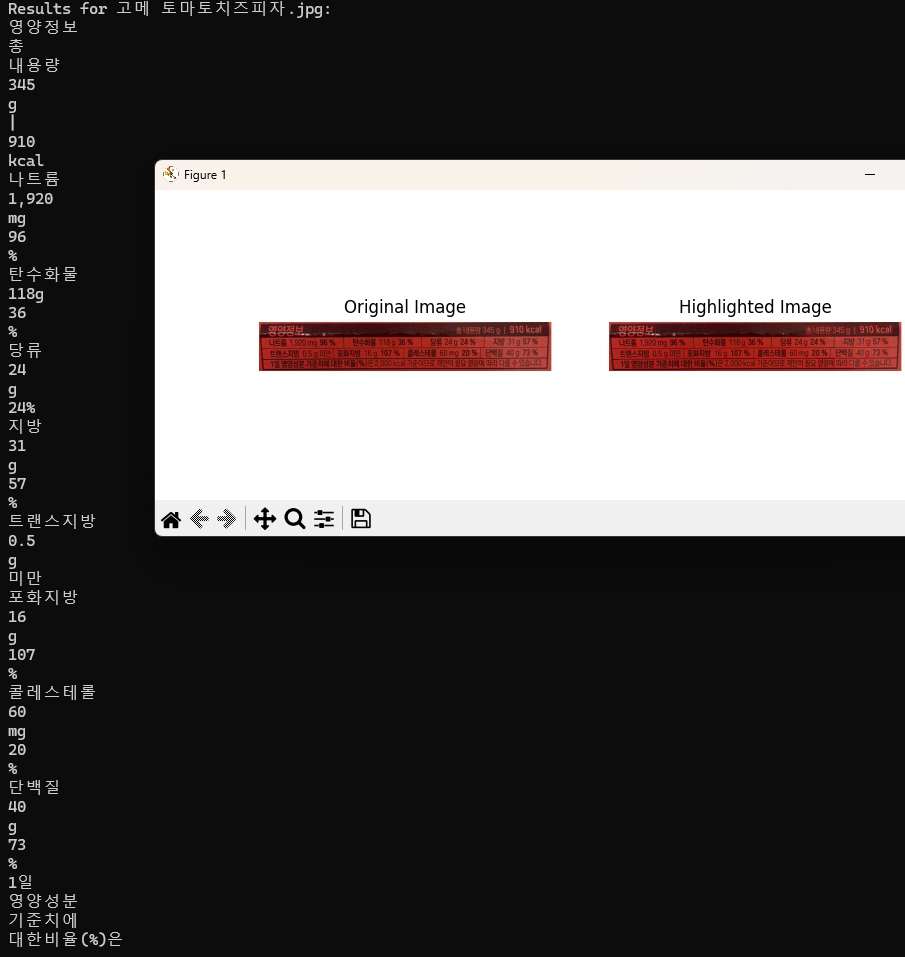 Results for 고메 토마토치즈피자.jpg:
영양정보
총
내용량
345
g
|
910
kcal
나트륨
1,920
mg
96
%
탄수화물
118g
36
%
당류
24
g
24%
지방
31
g
57
%
트랜스지방
0.5
g
미만
포화지방
16
g
107
%
콜레스테롤
60
mg
20
%
단백질
40
g
73
%
1일
영양성분
기준치에
대한비율(%)은
Figure 1
Original Image
영양정보 총 내용량 345 g | 910 kcal
나트륨 1,920 mg 96 % 탄수화물 118 g 36 % 당류 24 g 24 % 지방 31 g 57 %
트랜스지방 0.5 g 미만 포화지방 16 g 107 % 콜레스테롤 60 mg 20 % 단백질 40 g 73 %
1일 영양성분 기준치에 대한 비율(%)은 2,000 kcal 기준이므로 개인의 필요 열량에 따라 다를 수 있습니다.
Highlighted Image
영양정보 총 내용량 345 g | 910 kcal
나트륨 1,920 mg 96 % 탄수화물 118 g 36 % 당류 24 g 24 % 지방 31 g 57 %
트랜스지방 0.5 g 미만 포화지방 16 g 107 % 콜레스테롤 60 mg 20 % 단백질 40 g 73 %
1일 영양성분 기준치에 대한 비율(%)은 2,000 kcal 기준이므로 개인의 필요 열량에 따라 다를 수 있습니다.